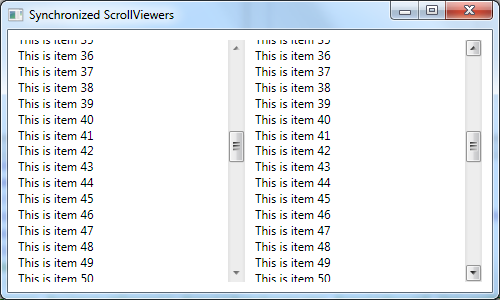 Synchronized ScrollViewers
This is item 35 This is item 35
This is item 36 This is item 36
This is item 37 This is item 37
This is item 38 This is item 38
This is item 39 This is item 39
This is item 40 This is item 40
This is item 41 This is item 41
This is item 42 This is item 42
This is item 43 This is item 43
This is item 44 This is item 44
This is item 45 This is item 45
This is item 46 This is item 46
This is item 47 This is item 47
This is item 48 This is item 48
This is item 49 This is item 49
This is item 50 This is item 50